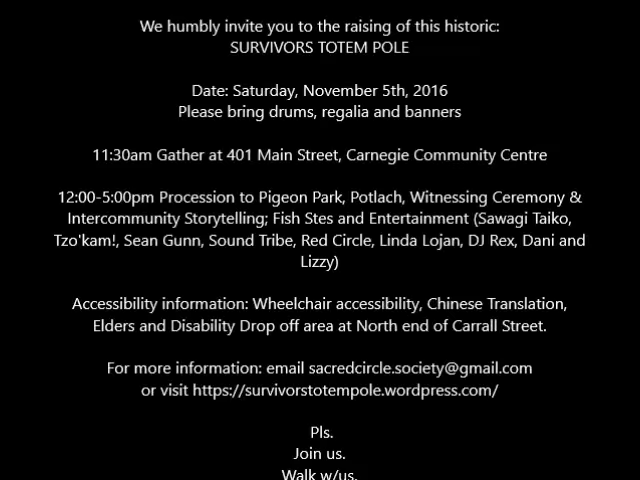 We humbly invite you to the raising of this historic:
SURVIVORS TOTEM POLE
Date: Saturday, November 5th, 2016
Please bring drums, regalia and banners
11:30am Gather at 401 Main Street, Carnegie Community Centre
12:00-5:00pm Procession to Pigeon Park, Potlach, Witnessing Ceremony &
Intercommunity Storytelling; Fish Stes and Entertainment (Sawagi Taiko,
Tzo'kam!, Sean Gunn, Sound Tribe, Red Circle, Linda Lojan, DJ Rex, Dani and
Lizzy)
Accessibility information: Wheelchair accessibility, Chinese Translation,
Elders and Disability Drop off area at North end of Carrall Street.
For more information: email sacredcircle.society@gmail.com
or visit https://survivorstotempole.wordpress.com/
Pls.
Join us.
Walk w/us.